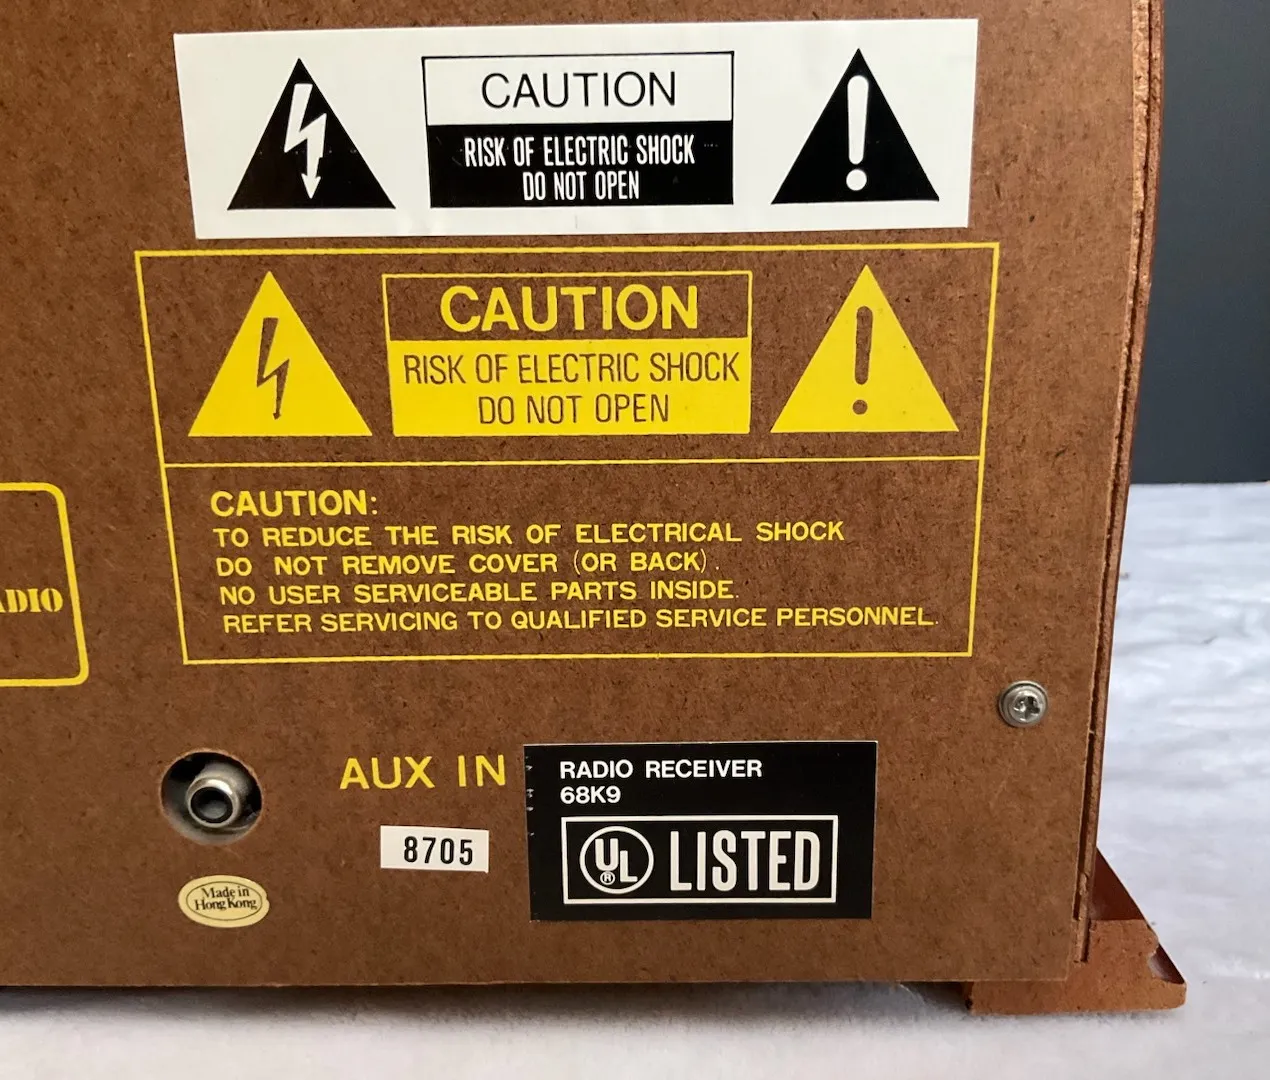 CAUTION
RISK OF ELECTRIC SHOCK
DO NOT OPEN
CAUTION
RISK OF ELECTRIC SHOCK
DO NOT OPEN
CAUTION:
TO REDUCE THE RISK OF ELECTRICAL SHOCK
DO NOT REMOVE COVER (OR BACK).
NO USER SERVICEABLE PARTS INSIDE.
REFER SERVICING TO QUALIFIED SERVICE PERSONNEL.
AUX IN
RADIO RECEIVER
68K9
UL® LISTED
8705
Made in
Hong Kong